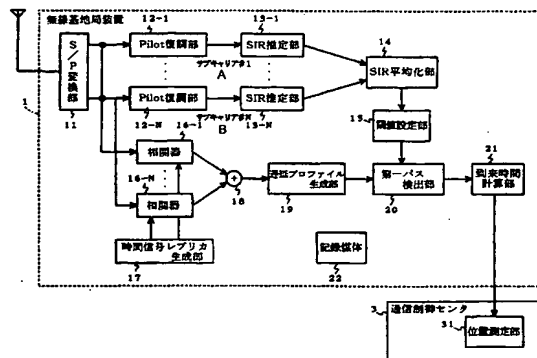 無線基地局装置
S/P変換部
11
12-1
Pilot復調部
13-1
SIR推定部
サブキャリア#1
A
14
SIR平均化部
Pilot復調部
12-N
サブキャリア#N
B
SIR推定部
13-N
15
閾値設定部
1
16-1
相関器
16-N
相関器
+
18
遅延プロファイル生成部
19
第一パス検出部
20
21
到来時間計算部
時間信号レプリカ生成部
17
記録媒体
22
3
通信制御センタ
31
位置測定部